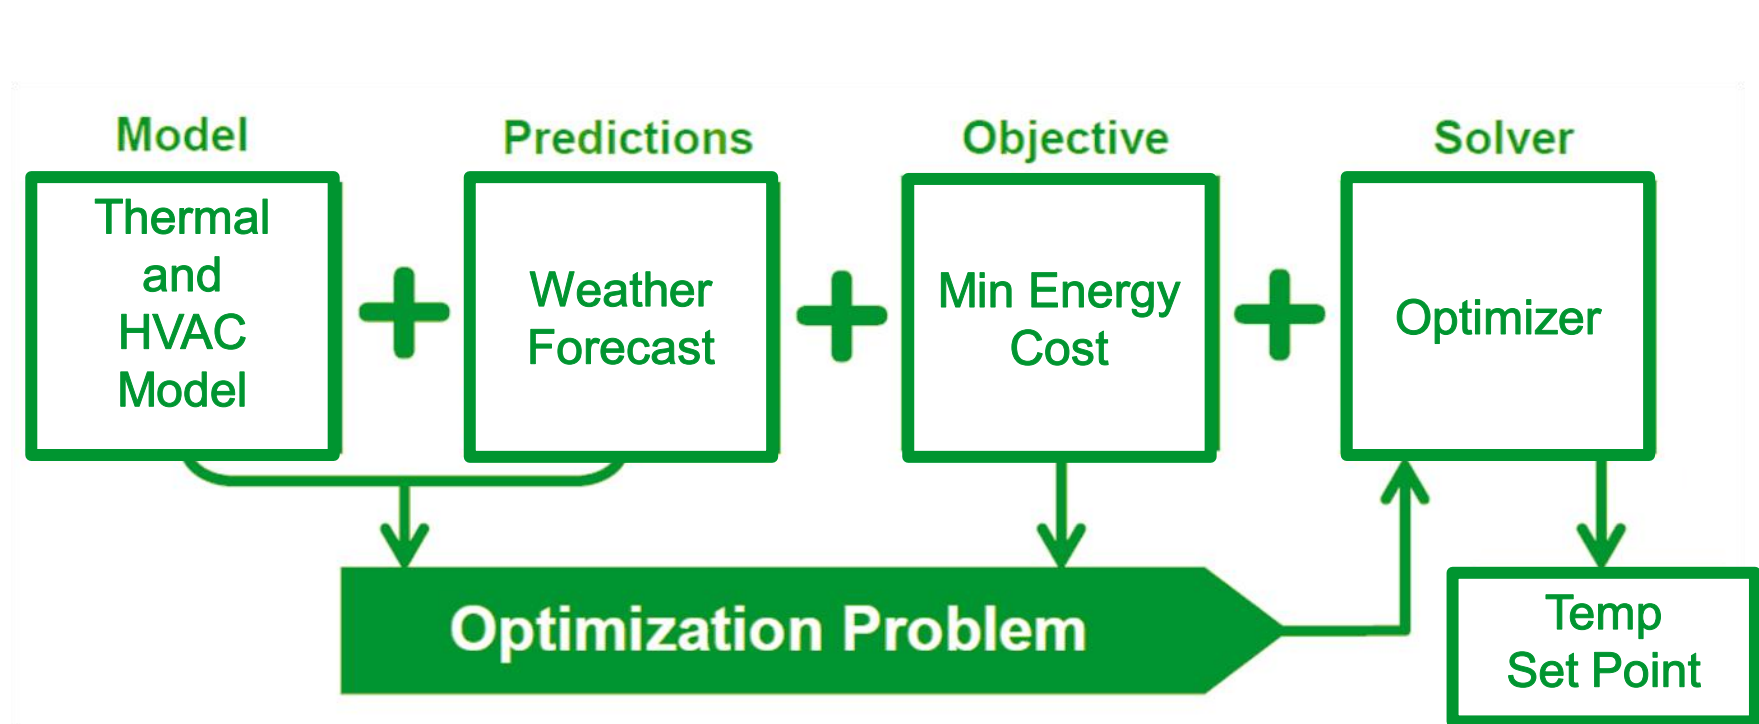 Model
Thermal
and
HVAC
Model
Predictions
Weather
Forecast
Objective
Min Energy
Cost
Solver
Optimizer
Optimization Problem
Temp
Set Point